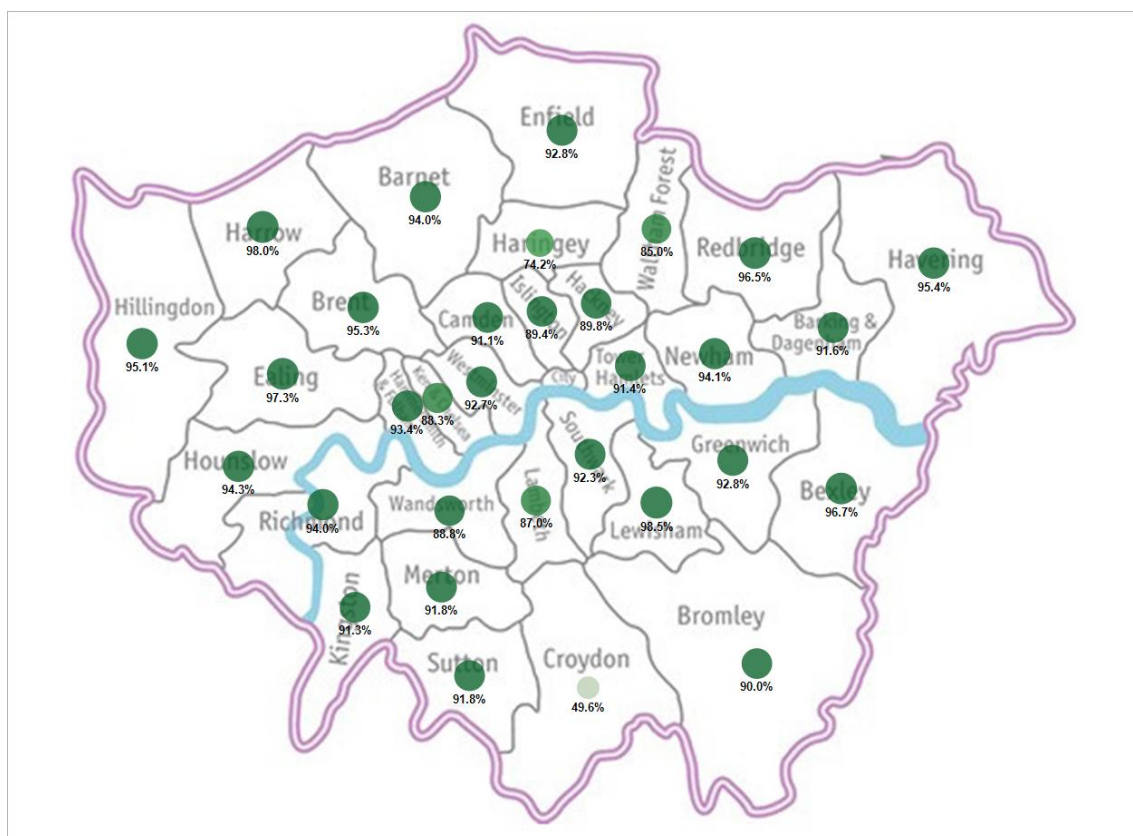 Enfield
92.8%
Barnet
94.0%
Haringey
74.2%
Waltham Forest
85.0%
Redbridge
96.5%
Havering
95.4%
Harrow
98.0%
Hillingdon
95.1%
Brent
95.3%
Camden
91.1%
Islington
89.4%
Hackney
89.8%
Barking &
Dagenham
91.6%
Ealing
97.3%
93.4%
88.3%
Westminster
92.7%
City
Tower
Hamlets
91.4%
Newham
94.1%
Hounslow
94.3%
Richmond
94.0%
Wandsworth
88.8%
Lambeth
87.0%
Southwark
92.3%
Lewisham
98.5%
Greenwich
92.8%
Bexley
96.7%
Kingston
91.3%
Merton
91.8%
Sutton
91.8%
Croydon
49.6%
Bromley
90.0%